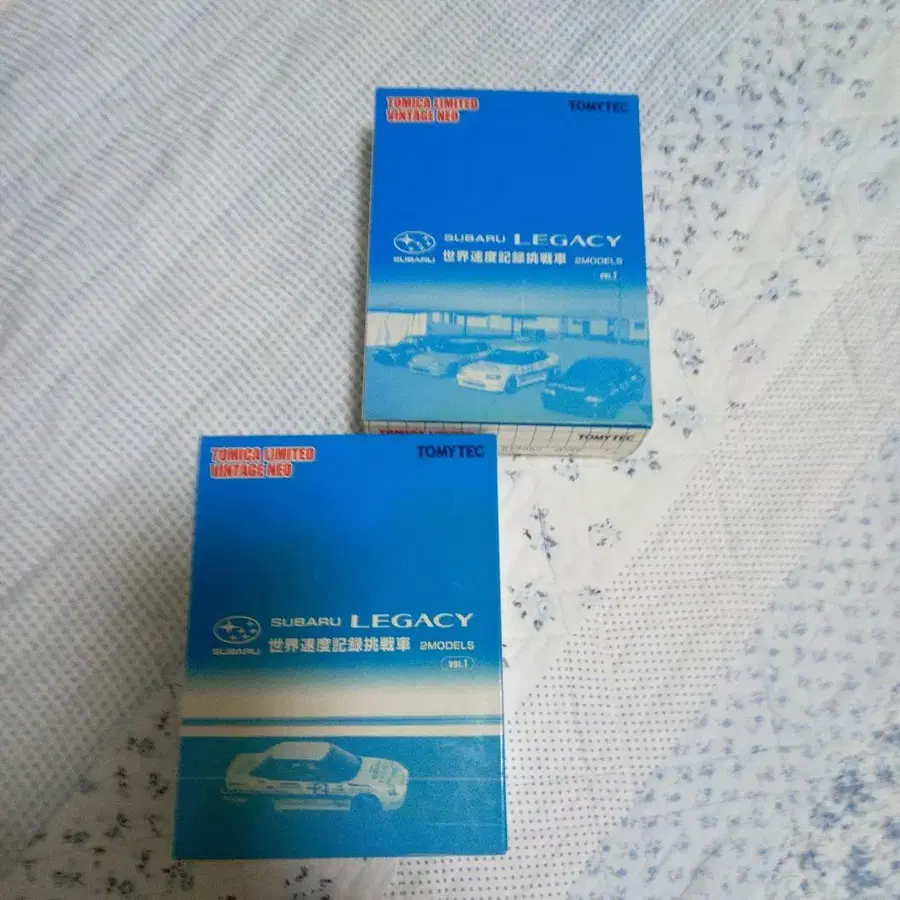 TOMICA LIMITED
VINTAGE NEO
TOMYTEC
SUBARU LEGACY
SUBARU
世界速度記録挑戦車 2MODELS
vol.2
TOMYTEC
TOMICA LIMITED
VINTAGE NEO
TOMYTEC
SUBARU LEGACY
SUBARU
世界速度記録挑戦車 2MODELS
vol.1